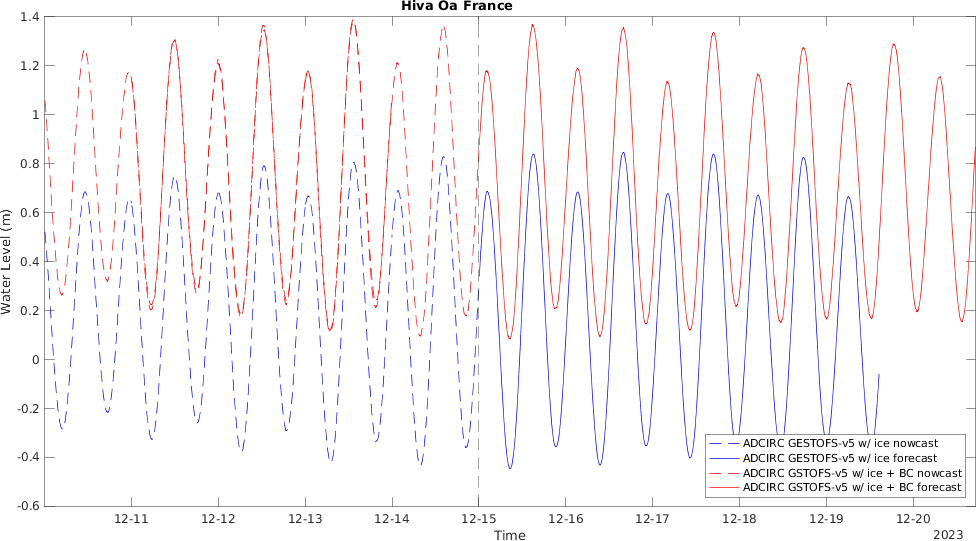 Hiva Oa France
1.4
1.2
1
0.8
0.6
0.4
0.2
0
-0.2
-0.4
-0.6
Water Level (m)
12-11 12-12 12-13 12-14 12-15 12-16 12-17 12-18 12-19 12-20
Time
2023
ADCIRC GESTOFS-v5 w/ ice nowcast
ADCIRC GESTOFS-v5 w/ ice forecast
ADCIRC GSTOFS-v5 w/ ice + BC nowcast
ADCIRC GSTOFS-v5 w/ ice + BC forecast